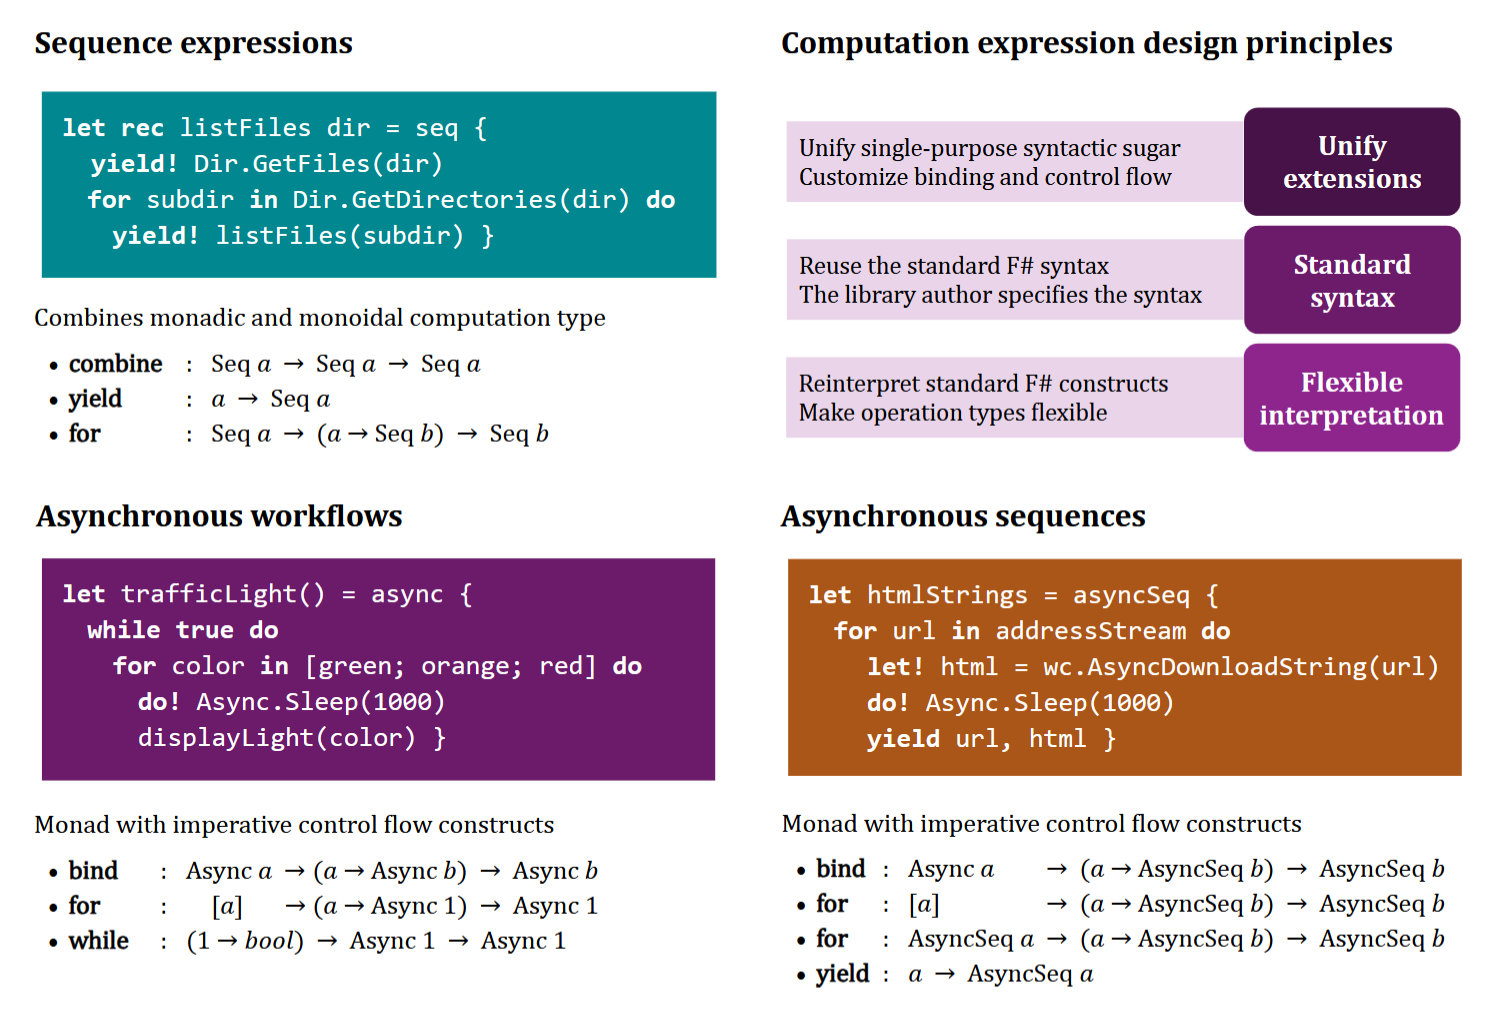 Sequence expressions
let rec listFiles dir = seq {
yield! Dir.GetFiles(dir)
for subdir in Dir.GetDirectories(dir) do
yield! listFiles(subdir) }
Combines monadic and monoidal computation type
• combine : Seq a → Seq a → Seq a
• yield : a → Seq a
• for : Seq a → (a → Seq b) → Seq b
Computation expression design principles
Unify single-purpose syntactic sugar
Customize binding and control flow
Unify
extensions
Reuse the standard F# syntax
The library author specifies the syntax
Standard
syntax
Reinterpret standard F# constructs
Make operation types flexible
Flexible
interpretation
Asynchronous workflows
let trafficLight() = async {
while true do
for color in [green; orange; red] do
do! Async.Sleep(1000)
displayLight(color) }
Monad with imperative control flow constructs
• bind : Async a → (a → Async b) → Async b
• for : [a] → (a → Async 1) → Async 1
• while : (1 → bool) → Async 1 → Async 1
Asynchronous sequences
let htmlStrings = asyncSeq {
for url in addressStream do
let! html = wc.AsyncDownloadString(url)
do! Async.Sleep(1000)
yield url, html }
Monad with imperative control flow constructs
• bind : Async a → (a → AsyncSeq b) → AsyncSeq b
• for : [a] → (a → AsyncSeq b) → AsyncSeq b
• for : AsyncSeq a → (a → AsyncSeq b) → AsyncSeq b
• yield : a → AsyncSeq a